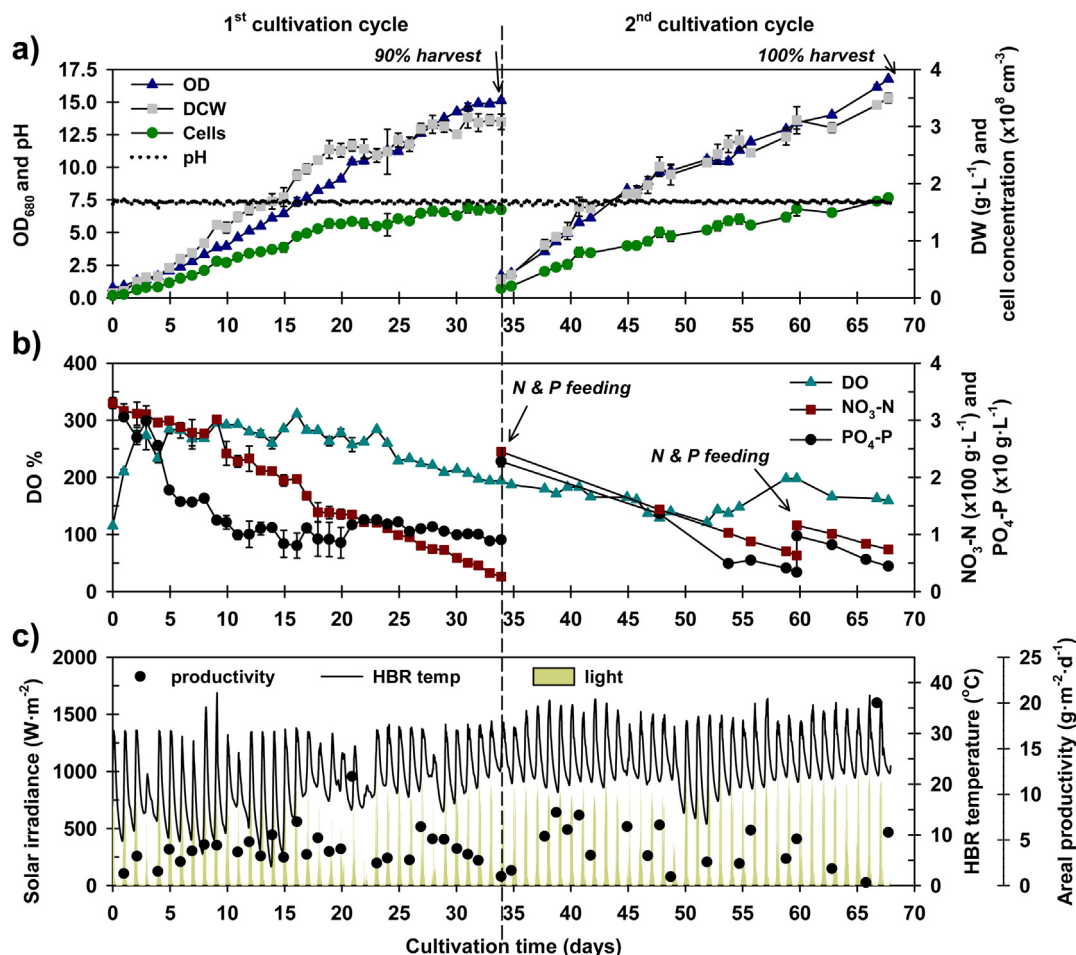 1st cultivation cycle
2nd cultivation cycle
a)
90% harvest
100% harvest
17.5
15.0
12.5
10.0
7.5
5.0
2.5
0.0
OD680 and pH
OD
DCW
Cells
pH
4
3
2
1
0
DW (g·L-1) and
cell concentration (x10^8 cm-3)
0 5 10 15 20 25 30 34 35 40 45 50 55 60 65 70
b)
400
300
200
100
0
DO %
N & P feeding
N & P feeding
DO
NO3-N
PO4-P
4
3
2
1
0
NO3-N (x100 g·L-1) and
PO4-P (x10 g·L-1)
0 5 10 15 20 25 30 34 35 40 45 50 55 60 65 70
c)
2000
1500
1000
500
0
Solar irradiance (W·m-2)
productivity
HBR temp
light
40
30
20
10
0
HBR temperature (oC)
25
20
15
10
5
0
Areal productivity (g·m-2·d-1)
0 5 10 15 20 25 30 34 35 40 45 50 55 60 65 70
Cultivation time (days)